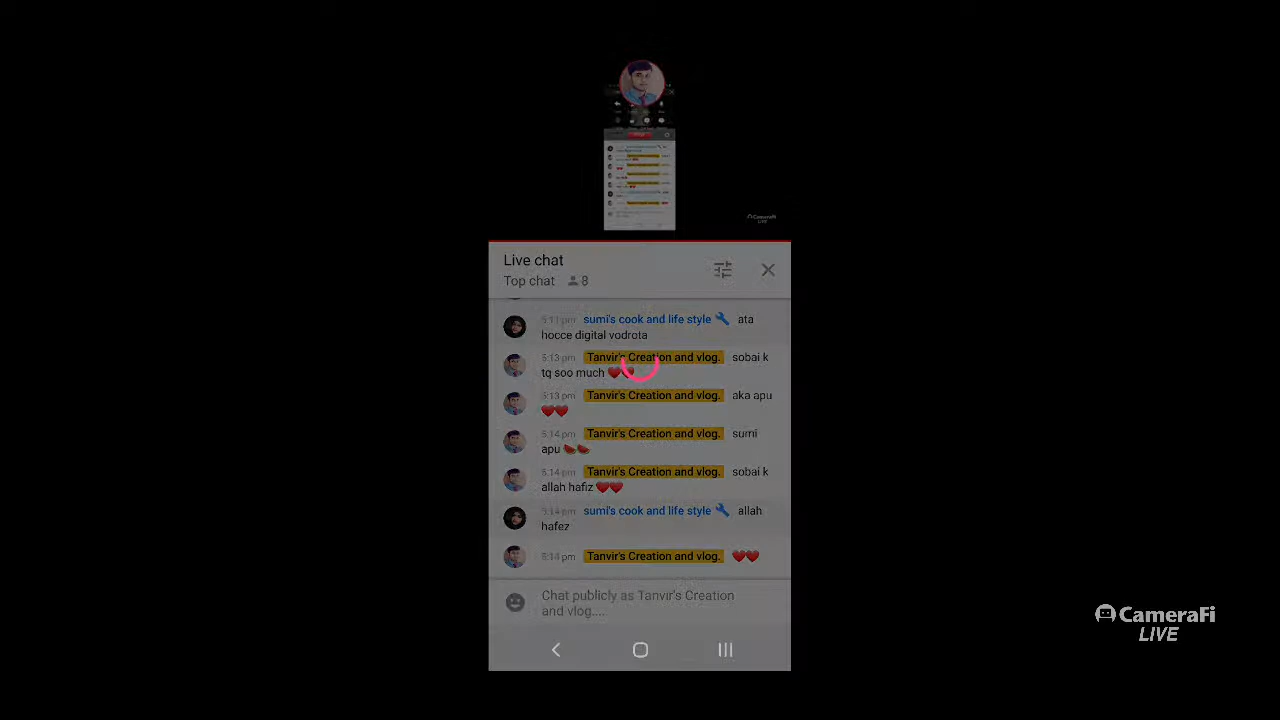 CameraFi
LIVE
Live chat
Top chat 8
5:11 pm sumi's cook and life style ata
hocce digital vodrota
5:13 pm Tanvir's Creation and vlog. sobai k
tq soo much ❤️❤️
5:13 pm Tanvir's Creation and vlog. aka apu
❤️❤️
5:14 pm Tanvir's Creation and vlog. sumi
apu 🍉🍉
5:14 pm Tanvir's Creation and vlog. sobai k
allah hafiz ❤️❤️
5:14 pm sumi's cook and life style allah
hafez
5:14 pm Tanvir's Creation and vlog. ❤️❤️
Chat publicly as Tanvir's Creation
and vlog....
CameraFi
LIVE